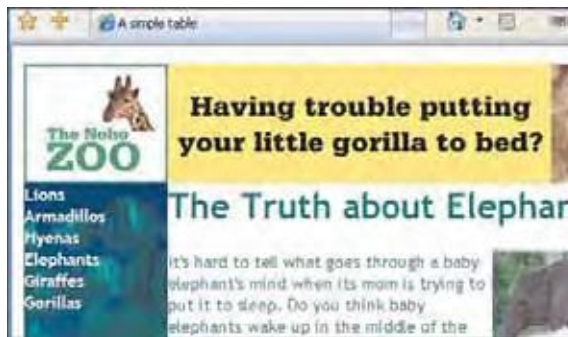 A simple table
Having trouble putting
your little gorilla to bed?
The Noho
ZOO
Lions
Armadillos
Hyenas
Elephants
Giraffes
Gorillas
The Truth about Elephan
It's hard to tell what goes through a baby
elephant's mind when its mom is trying to
put it to sleep. Do you think baby
elephants wake up in the middle of the